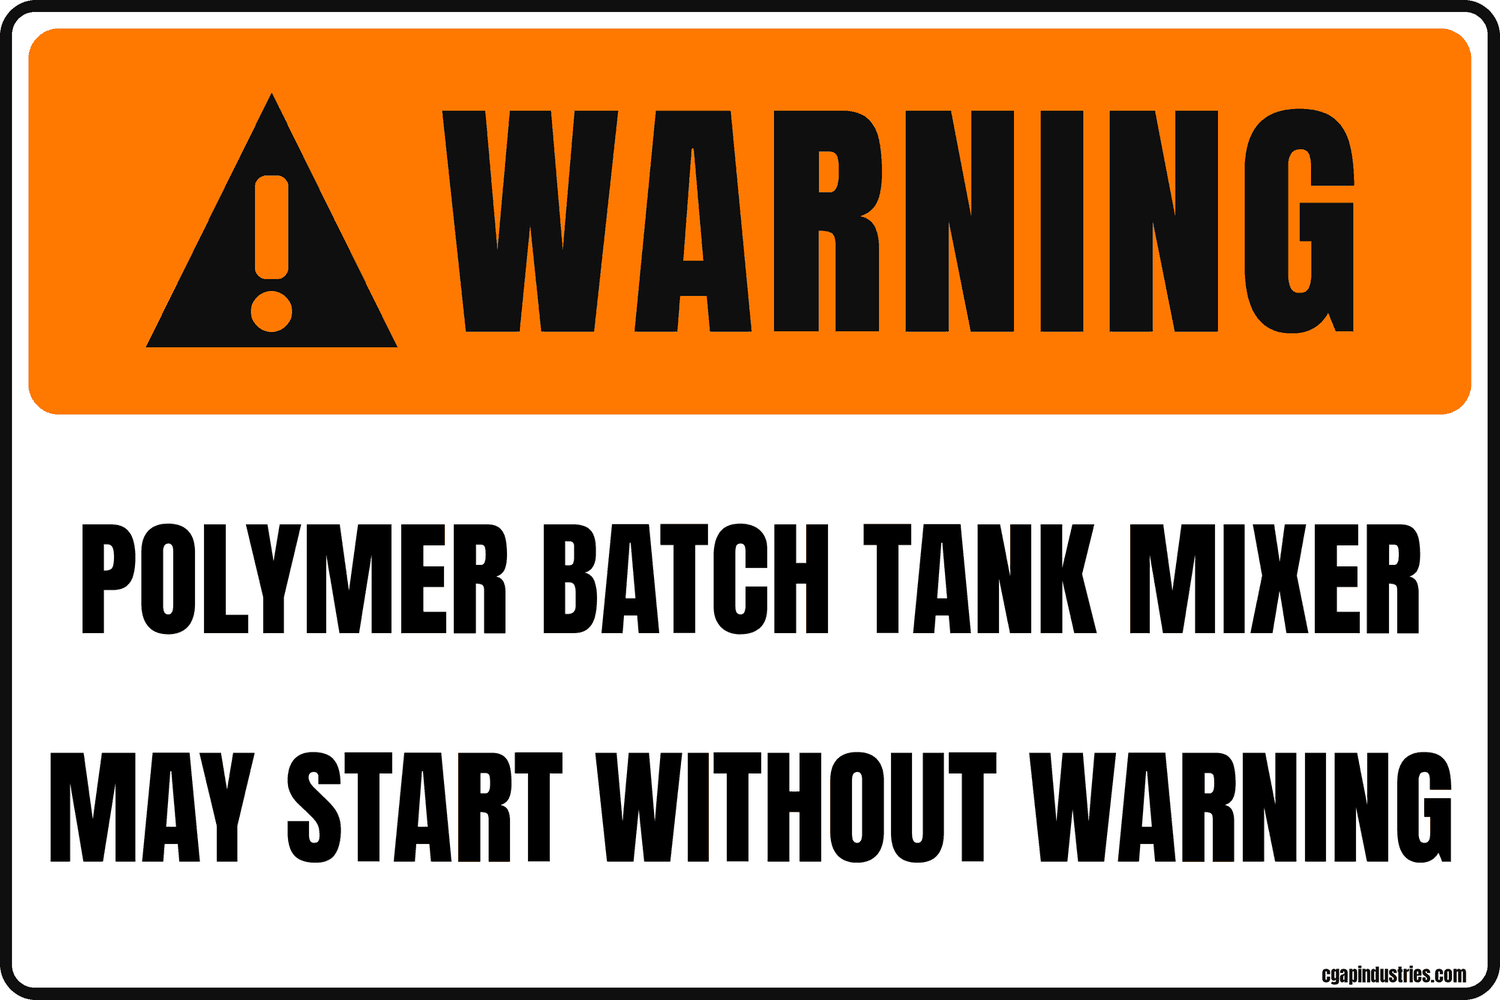 WARNING
POLYMER BATCH TANK MIXER
MAY START WITHOUT WARNING
cgapindustries.com